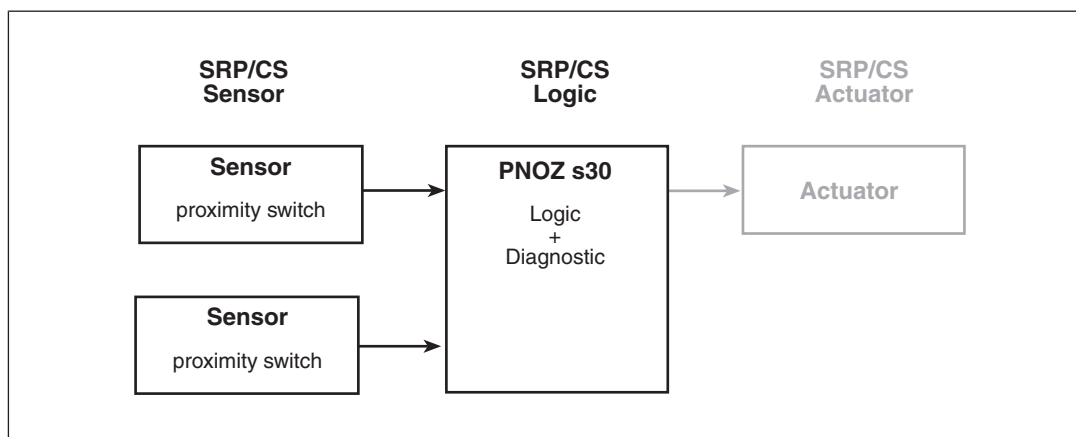 SRP/CS
Sensor
SRP/CS
Logic
SRP/CS
Actuator
Sensor
proximity switch
PNOZ s30
Logic
+
Diagnostic
Actuator
Sensor
proximity switch